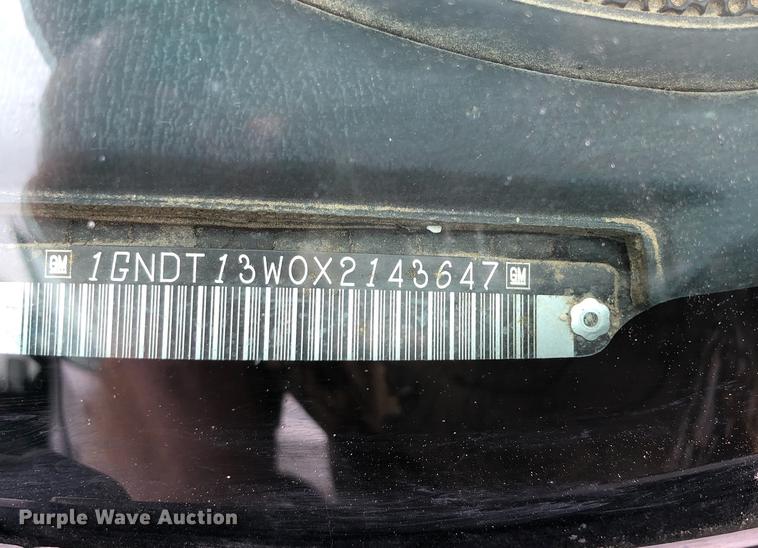 GM 1GNDT13W0X2143647 GM
Purple Wave Auction